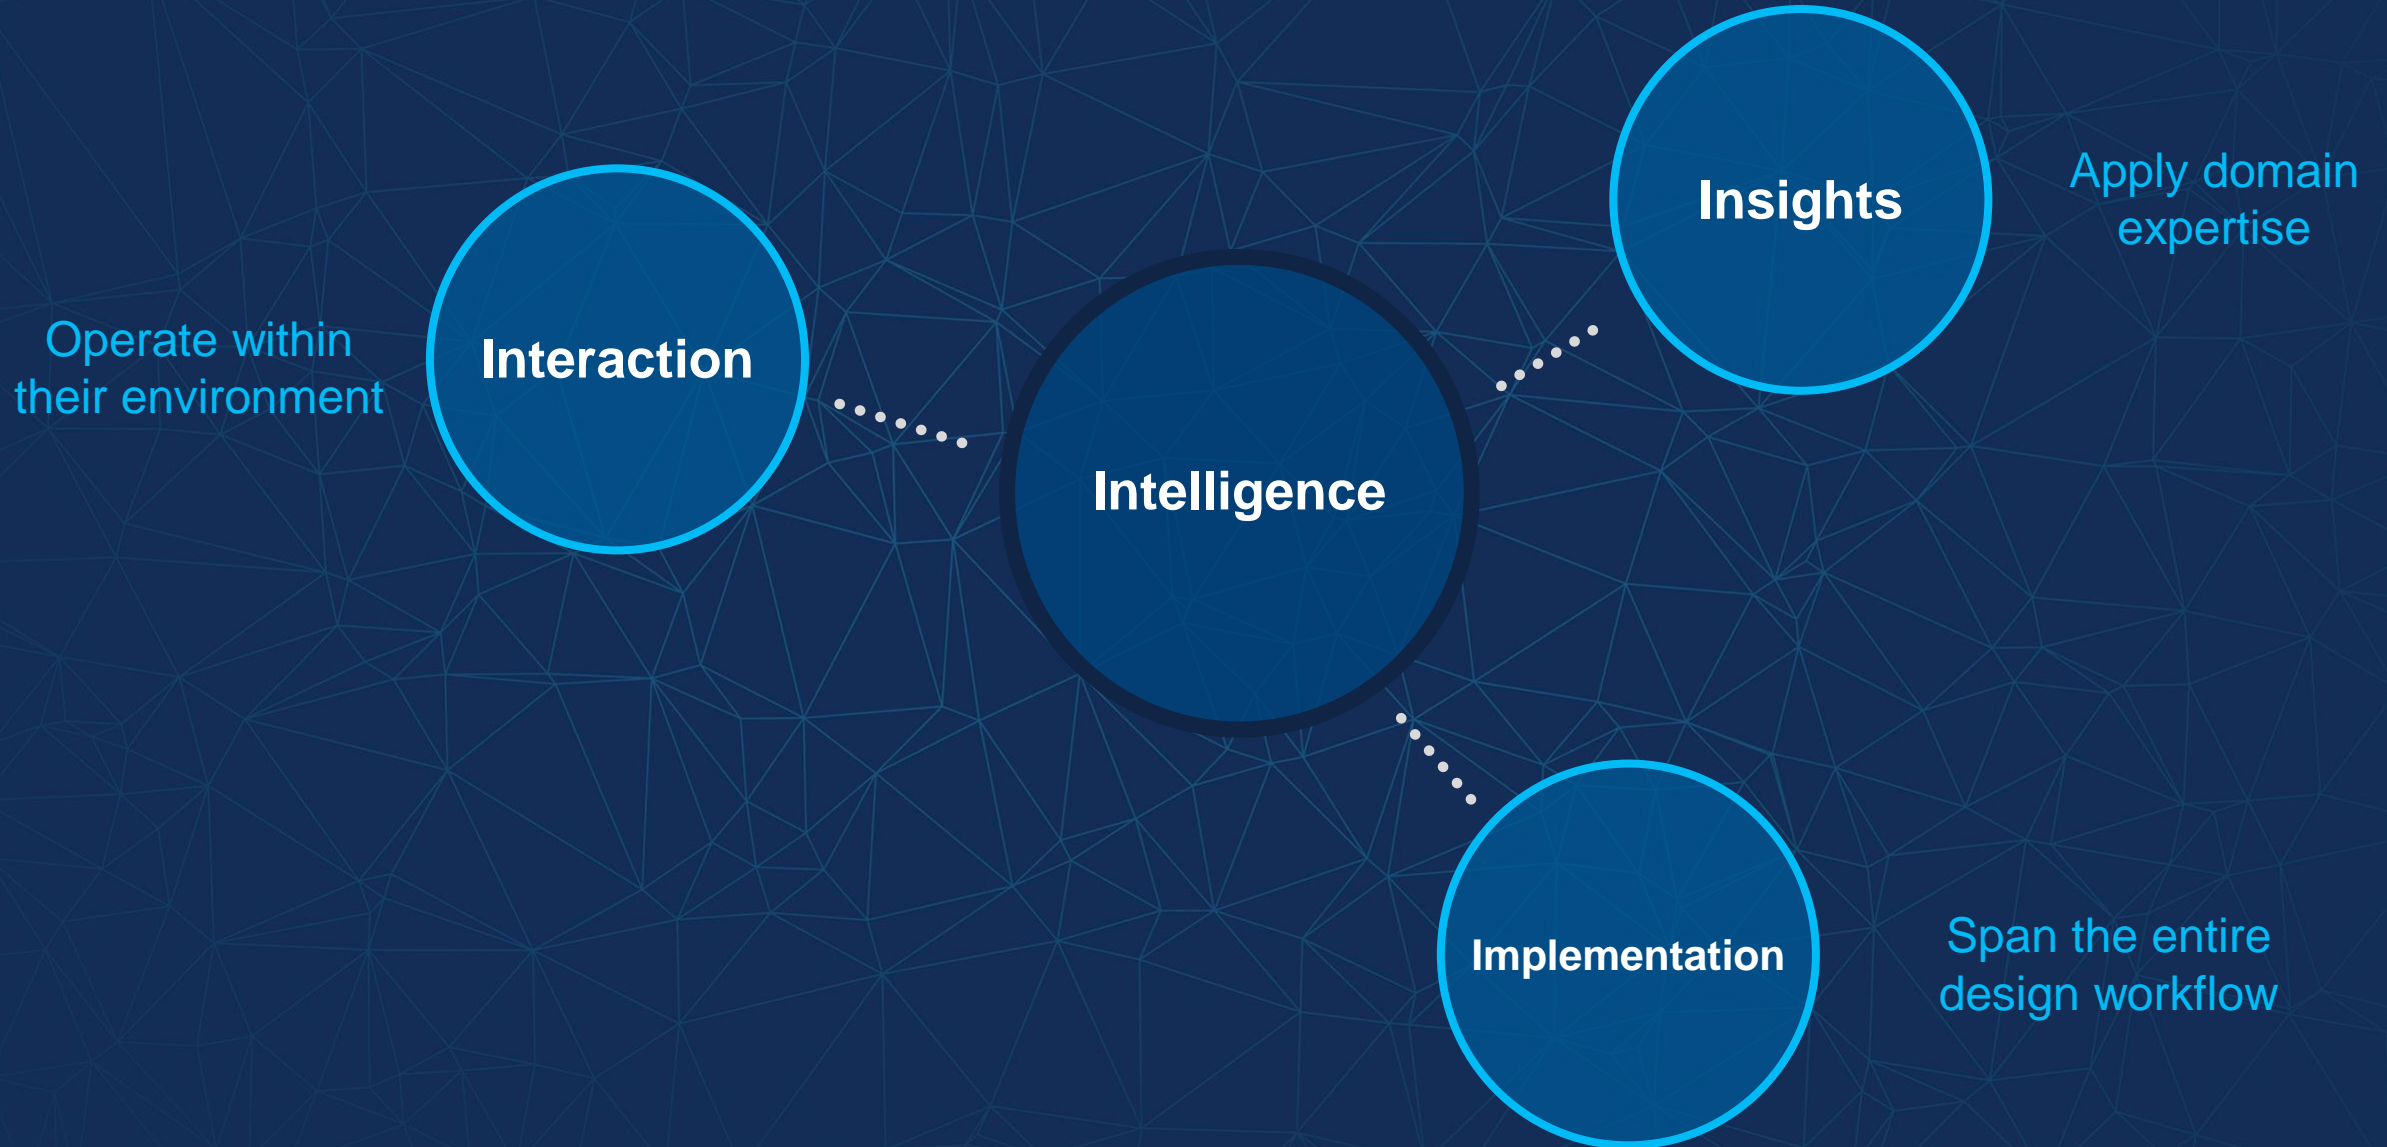 Insights
Apply domain
expertise
Interaction
Operate within
their environment
Intelligence
Implementation
Span the entire
design workflow